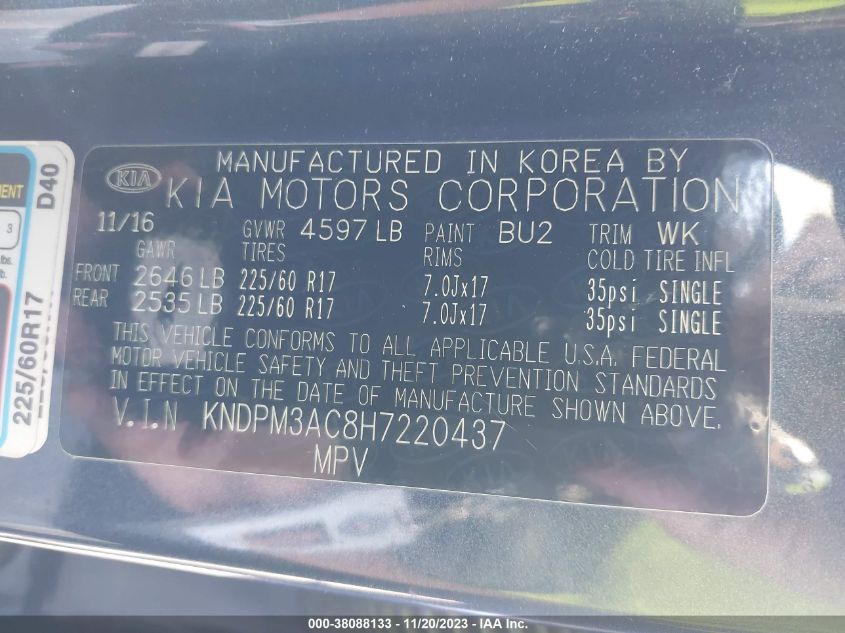 MANUFACTURED IN KOREA BY
KIA KIA MOTORS CORPORATION
11/16 GVWR 4597 LB PAINT BU2 TRIM WK
GAWR TIRES RIMS COLD TIRE INFL
FRONT 2646 LB 225/60 R17 7.0Jx17 35psi SINGLE
REAR 2535 LB 225/60 R17 7.0Jx17 35psi SINGLE
THIS VEHICLE CONFORMS TO ALL APPLICABLE U.S.A. FEDERAL
MOTOR VEHICLE SAFETY AND THEFT PREVENTION STANDARDS
IN EFFECT ON THE DATE OF MANUFACTURE SHOWN ABOVE.
V.I.N KNDPM3AC8H7220437
MPV
D40
225/60R17
3
lbs.
lb.
000-38088133 - 11/20/2023 - IAA Inc.